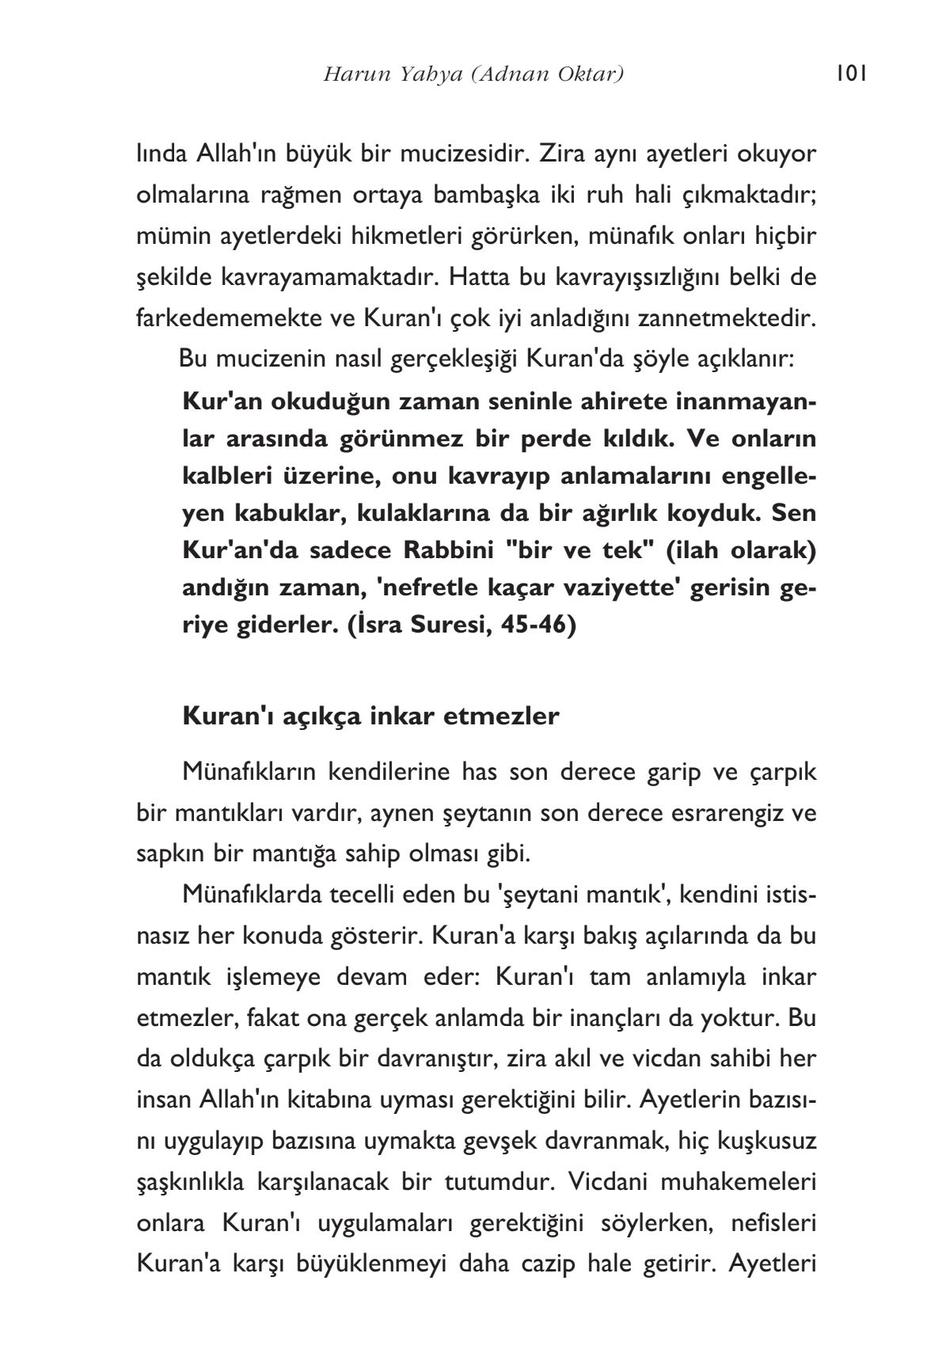 Harun Yahya (Adnan Oktar) 101
lında Allah'ın büyük bir mucizesidir. Zira aynı ayetleri okuyor
olmalarına rağmen ortaya bambaşka iki ruh hali çıkmaktadır;
mümin ayetlerdeki hikmetleri görürken, münafık onları hiçbir
şekilde kavrayamamaktadır. Hatta bu kavrayışsızlığını belki de
farkedememekte ve Kuran'ı çok iyi anladığını zannetmektedir.
Bu mucizenin nasıl gerçekleşiği Kuran'da şöyle açıklanır:
Kur'an okuduğun zaman seninle ahirete inanmayan-
lar arasında görünmez bir perde kıldık. Ve onların
kalbleri üzerine, onu kavrayıp anlamalarını engelle-
yen kabuklar, kulaklarına da bir ağırlık koyduk. Sen
Kur'an'da sadece Rabbini "bir ve tek" (ilah olarak)
andığın zaman, 'nefretle kaçar vaziyette' gerisin ge-
riye giderler. (İsra Suresi, 45-46)
Kuran'ı açıkça inkar etmezler
Münafıkların kendilerine has son derece garip ve çarpık
bir mantıkları vardır, aynen şeytanın son derece esrarengiz ve
sapkın bir mantığa sahip olması gibi.
Münafıklarda tecelli eden bu 'şeytani mantık', kendini istis-
nasız her konuda gösterir. Kuran'a karşı bakış açılarında da bu
mantık işlemeye devam eder: Kuran'ı tam anlamıyla inkar
etmezler, fakat ona gerçek anlamda bir inançları da yoktur. Bu
da oldukça çarpık bir davranıştır, zira akıl ve vicdan sahibi her
insan Allah'ın kitabına uyması gerektiğini bilir. Ayetlerin bazısı-
nı uygulayıp bazısına uymakta gevşek davranmak, hiç kuşkusuz
şaşkınlıkla karşılanacak bir tutumdur. Vicdani muhakemeleri
onlara Kuran'ı uygulamaları gerektiğini söylerken, nefisleri
Kuran'a karşı büyüklenmeyi daha cazip hale getirir. Ayetleri